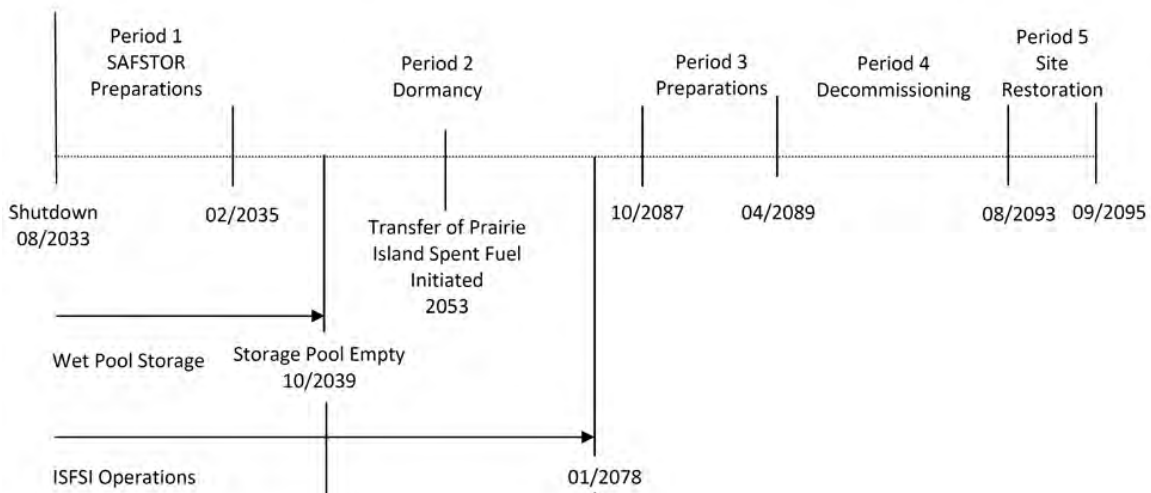 Period 1
SAFSTOR
Preparations
Period 2
Dormancy
Period 3
Preparations
Period 4
Decommissioning
Period 5
Site
Restoration
Shutdown
08/2033
02/2035
Transfer of Prairie
Island Spent Fuel
Initiated
2053
10/2087
04/2089
08/2093
09/2095
Wet Pool Storage
Storage Pool Empty
10/2039
ISFSI Operations
01/2078